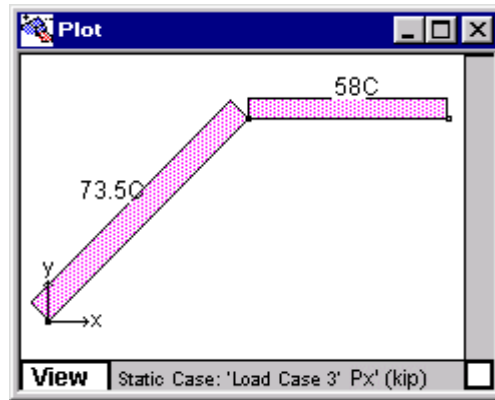 Plot
58C
73.5C
y
x
View Static Case: 'Load Case 3' Px' (kip)